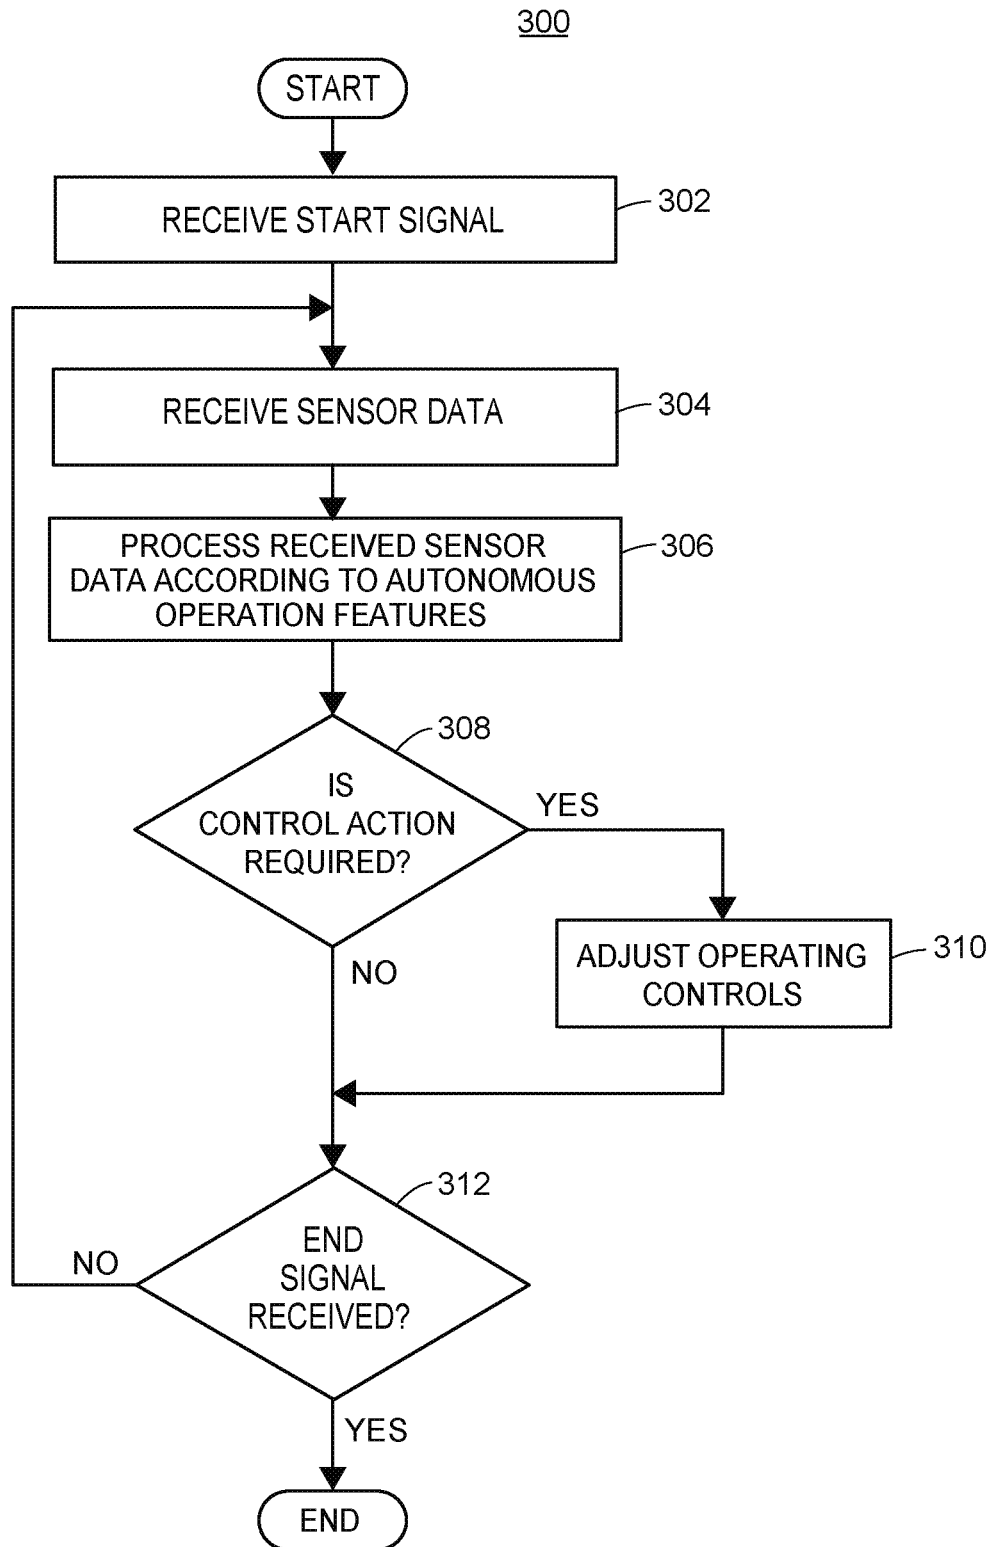 300
START
RECEIVE START SIGNAL
302
RECEIVE SENSOR DATA
304
PROCESS RECEIVED SENSOR
DATA ACCORDING TO AUTONOMOUS
OPERATION FEATURES
306
308
IS
CONTROL ACTION
REQUIRED?
YES
NO
ADJUST OPERATING
CONTROLS
310
312
END
SIGNAL
RECEIVED?
NO
YES
END